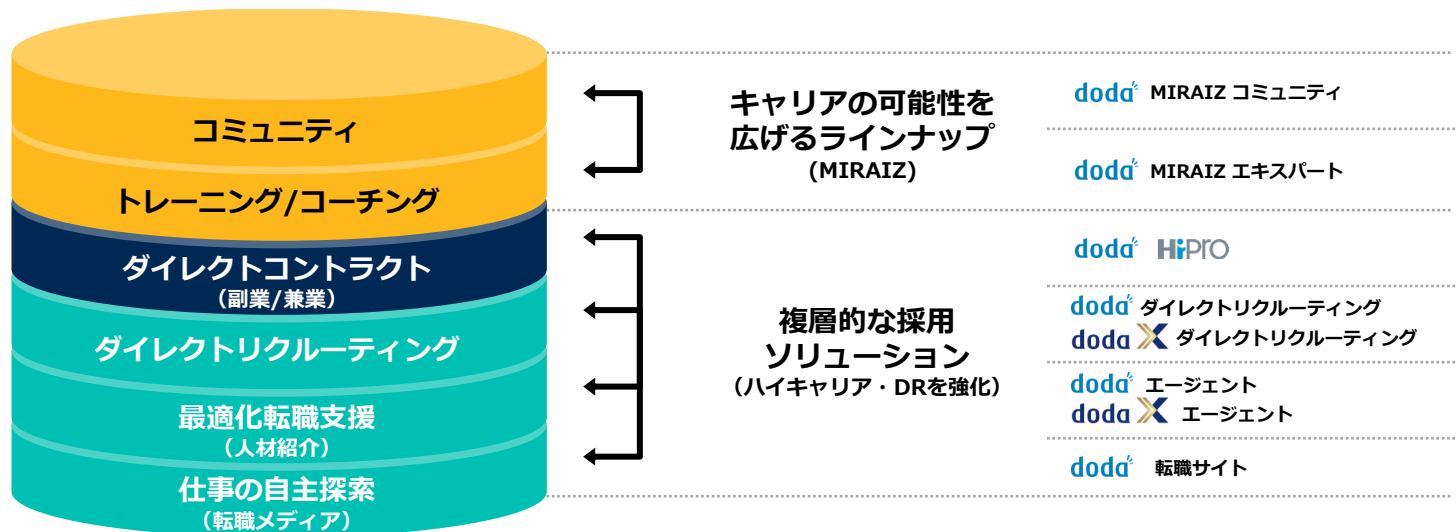 コミュニティ
トレーニング/コーチング
ダイレクトコントラクト
（副業/兼業）
ダイレクトリクルーティング
最適化転職支援
（人材紹介）
仕事の自主探索
（転職メディア）
キャリアの可能性を
広げるラインナップ
(MIRAIZ)
複層的な採用
ソリューション
（ハイキャリア・DRを強化）
doda MIRAIZ コミュニティ
doda MIRAIZ エキスパート
doda HiPro
doda ダイレクトリクルーティング
doda X ダイレクトリクルーティング
doda エージェント
doda X エージェント
doda 転職サイト